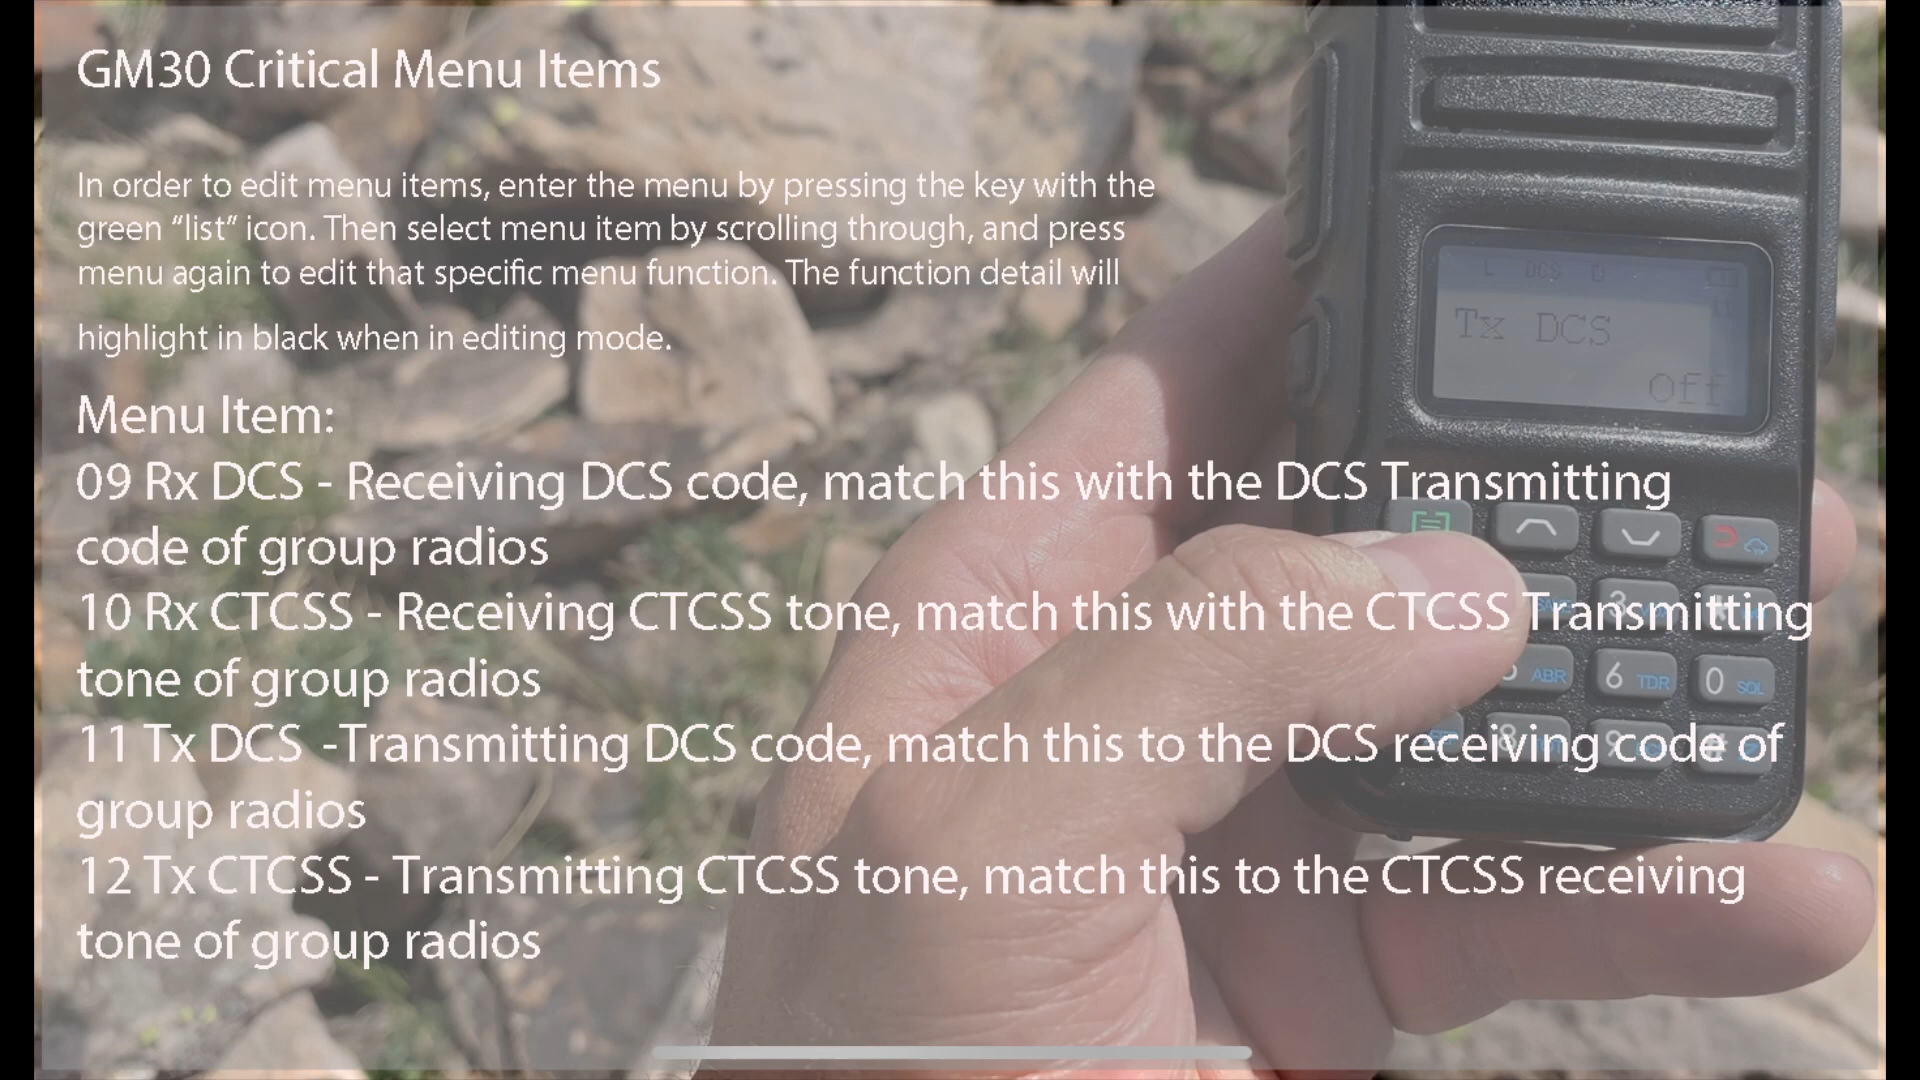 GM30 Critical Menu Items
In order to edit menu items, enter the menu by pressing the key with the
green “list” icon. Then select menu item by scrolling through, and press
menu again to edit that specific menu function. The function detail will
highlight in black when in editing mode.
Menu Item:
09 Rx DCS - Receiving DCS code, match this with the DCS Transmitting
code of group radios
10 Rx CTCSS - Receiving CTCSS tone, match this with the CTCSS Transmitting
tone of group radios
11 Tx DCS -Transmitting DCS code, match this to the DCS receiving code of
group radios
12 Tx CTCSS - Transmitting CTCSS tone, match this to the CTCSS receiving
tone of group radios
L DCS D
Tx DCS
Off
3
ABR 6 TDR 0 SQL
8 9